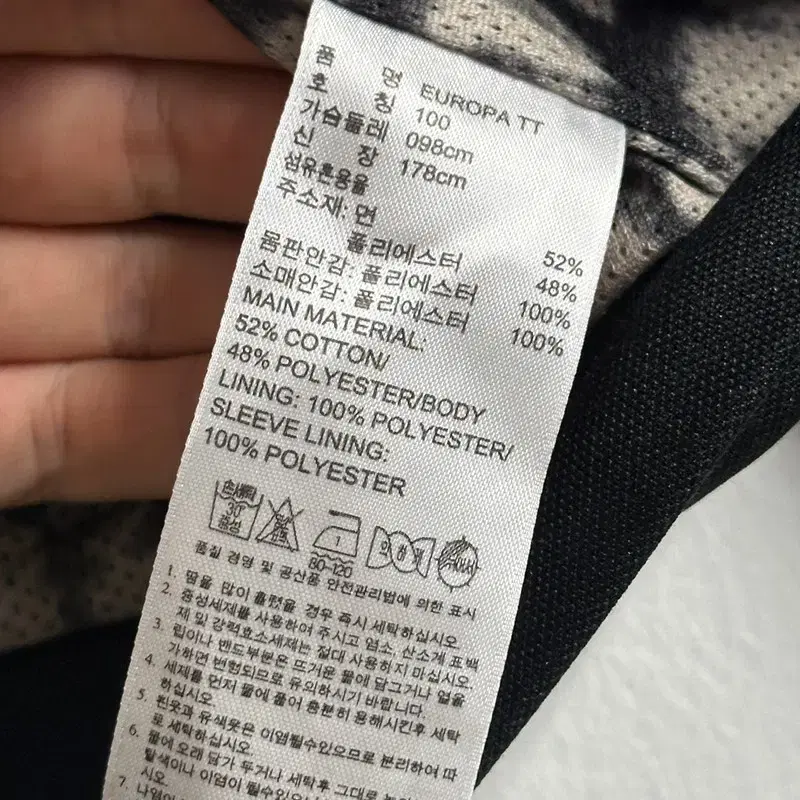 품 명 EUROPA TT
호 칭 100
가슴둘레 098cm
신 장 178cm
섬유혼용율
주소재: 면 52%
폴리에스터 48%
몸판안감: 폴리에스터 100%
소매안감: 폴리에스터 100%
MAIN MATERIAL:
52% COTTON/
48% POLYESTER/BODY
LINING: 100% POLYESTER/
SLEEVE LINING:
100% POLYESTER
손세탁 30° 중성
1 80-120
약하게
품질 경영 및 공산품 안전관리법에 의한 표시
1. 땀을 많이 흘렸을 경우 즉시 세탁하십시오.
2. 중성세제를 사용하여 주시고 염소, 산소계 표백
제 및 강력효소세제는 절대 사용하지 마십시오.
3. 립이나 밴드부분은 뜨거운 물에 담그거나 열을
가하면 변형되므로 유의하시기 바랍니다.
4. 세제를 먼저 물에 풀어 충분히 용해시킨후 세탁
하십시오.
5. 흰옷과 유색옷은 이염될수있으므로 분리하여 따
로 세탁하십시오.
6. 물에 오래 담가 두거나 세탁후 그대로 놓
탈색이나 이염이 될수있으
시오.
7.